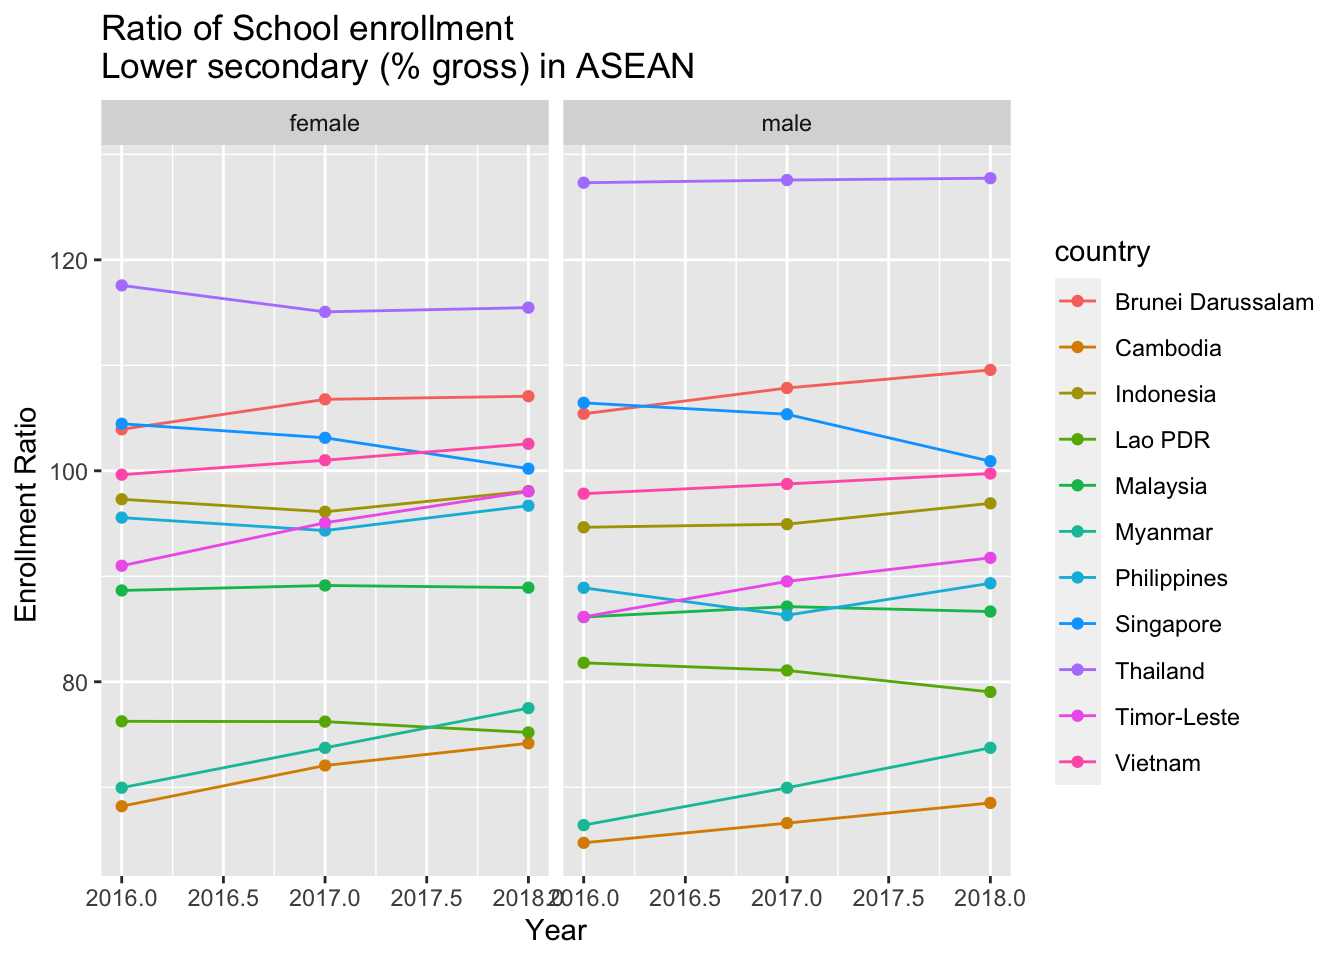 Ratio of School enrollment
Lower secondary (% gross) in ASEAN
female
male
120
100
80
Enrollment Ratio
2016.0 2016.5 2017.0 2017.5 2018.0 2016.0 2016.5 2017.0 2017.5 2018.0
Year
country
Brunei Darussalam
Cambodia
Indonesia
Lao PDR
Malaysia
Myanmar
Philippines
Singapore
Thailand
Timor-Leste
Vietnam